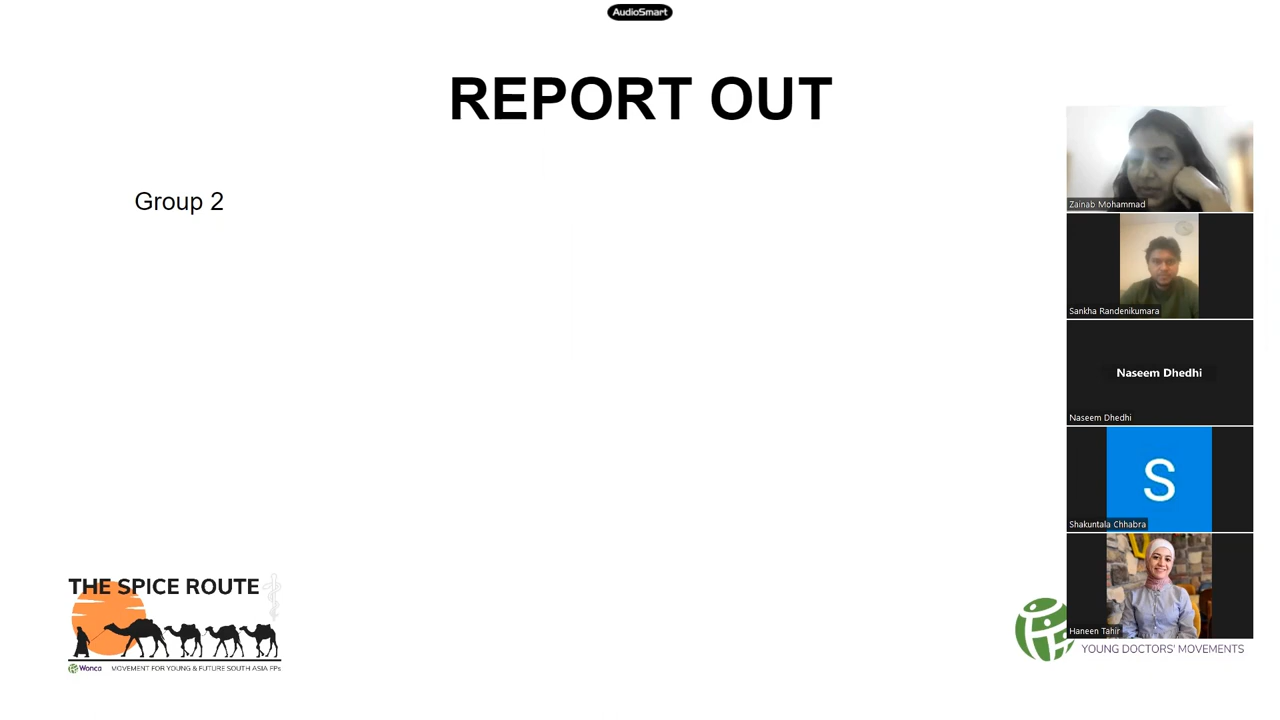 AudioSmart
REPORT OUT
Group 2
Zainab Mohammad
Sankha Randenikumara
Naseem Dhedhi
Naseem Dhedhi
S
Shakuntala Chhabra
Haneen Tahir
THE SPICE ROUTE
Wonca MOVEMENT FOR YOUNG & FUTURE SOUTH ASIA FPs
YOUNG DOCTORS' MOVEMENTS